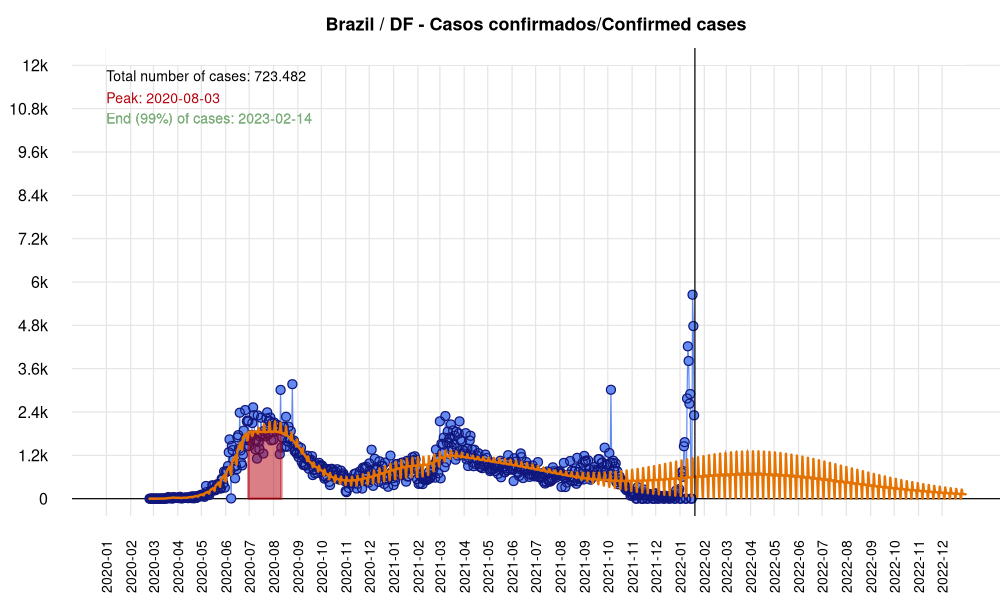 Brazil / DF - Casos confirmados/Confirmed cases
Total number of cases: 723.482
Peak: 2020-08-03
End (99%) of cases: 2023-02-14
12k
10.8k
9.6k
8.4k
7.2k
6k
4.8k
3.6k
2.4k
1.2k
0
2020-01
2020-02
2020-03
2020-04
2020-05
2020-06
2020-07
2020-08
2020-09
2020-10
2020-11
2020-12
2021-01
2021-02
2021-03
2021-04
2021-05
2021-06
2021-07
2021-08
2021-09
2021-10
2021-11
2021-12
2022-01
2022-02
2022-03
2022-04
2022-05
2022-06
2022-07
2022-08
2022-09
2022-10
2022-11
2022-12